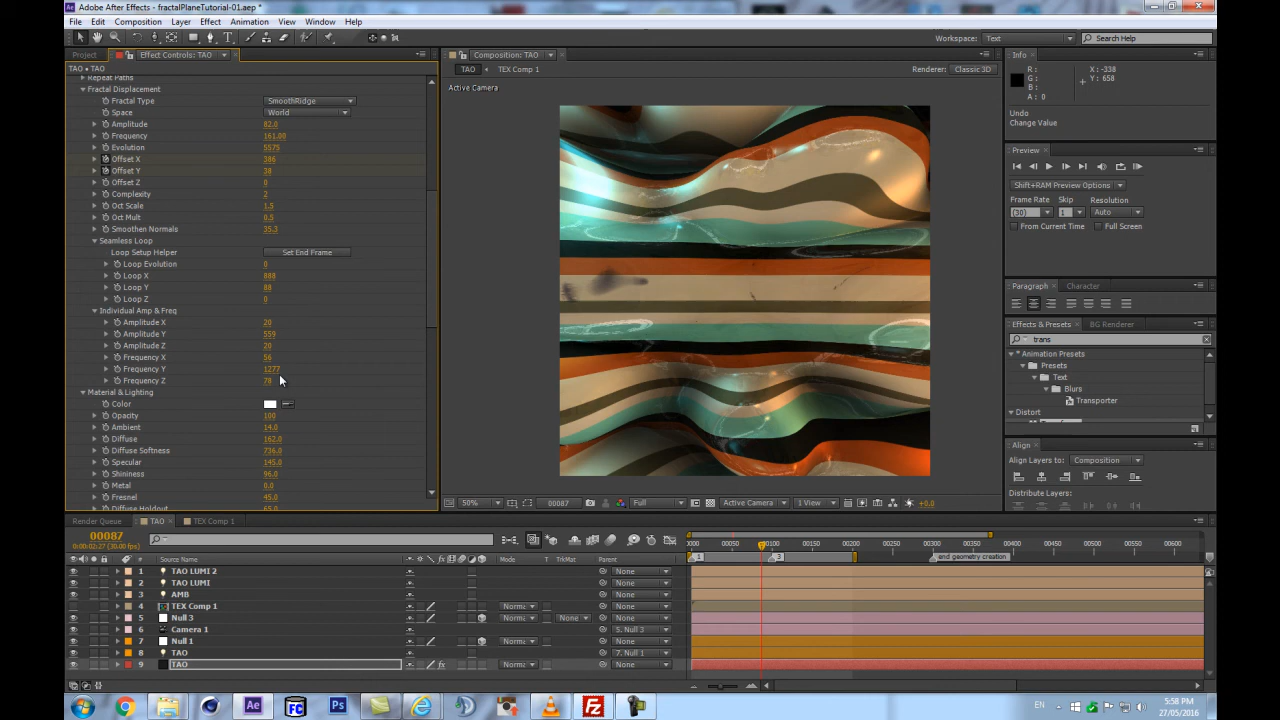 Adobe After Effects - fractalPlaneTutorial-01.aep *
File Edit Composition Layer Effect Animation Window Help
Workspace: Text Search Help
Project Effect Controls: TAO
TAO • TAO
Repeat Paths
Fractal Displacement
Fractal Type SmoothRidge
Space World
Amplitude 82.0
Frequency 161.00
Evolution 5575
Offset X 386
Offset Y 38
Offset Z 0
Complexity 2
Oct Scale 1.5
Oct Mult 0.5
Smoothen Normals 35.3
Seamless Loop
Loop Setup Helper Set End Frame
Loop Evolution 0
Loop X 888
Loop Y 88
Loop Z 0
Individual Amp & Freq
Amplitude X 20
Amplitude Y 559
Amplitude Z 20
Frequency X 56
Frequency Y 1277
Frequency Z 78
Material & Lighting
Color
Opacity 100
Ambient 14.0
Diffuse 162.0
Diffuse Softness 736.0
Specular 145.0
Shininess 96.0
Metal 0.0
Fresnel 45.0
Diffuse Holdout 65.0
Composition: TAO
TAO TEX Comp 1
Renderer: Classic 3D
Active Camera
50% 00087 Full Active Camera 1 View +0.0
Info
R : X : -338
G : Y : 658
B :
A : 0
Undo
Change Value
Preview
Shift+RAM Preview Options
Frame Rate Skip Resolution
(30) 1 Auto
From Current Time Full Screen
Paragraph Character
Effects & Presets BG Renderer
trans
* Animation Presets
Presets
Text
Blurs
Transporter
Distort
Align
Align Layers to: Composition
Distribute Layers:
Render Queue TAO TEX Comp 1
00087
0:00:02:27 (30.00 fps)
# Source Name Mode T TrkMat Parent
00050 00100 00150 00200 00250 00300 00350 00400 00450 00500 00550 00600
1 3 end geometry creation
1 TAO LUMI 2 None
2 TAO LUMI None
3 AMB None
4 TEX Comp 1 Norma None
5 Null 3 Norma None None
6 Camera 1 5. Null 3
7 Null 1 Norma None None
8 TAO 7. Null 1
9 TAO Norma None
EN 5:58 PM
27/05/2016